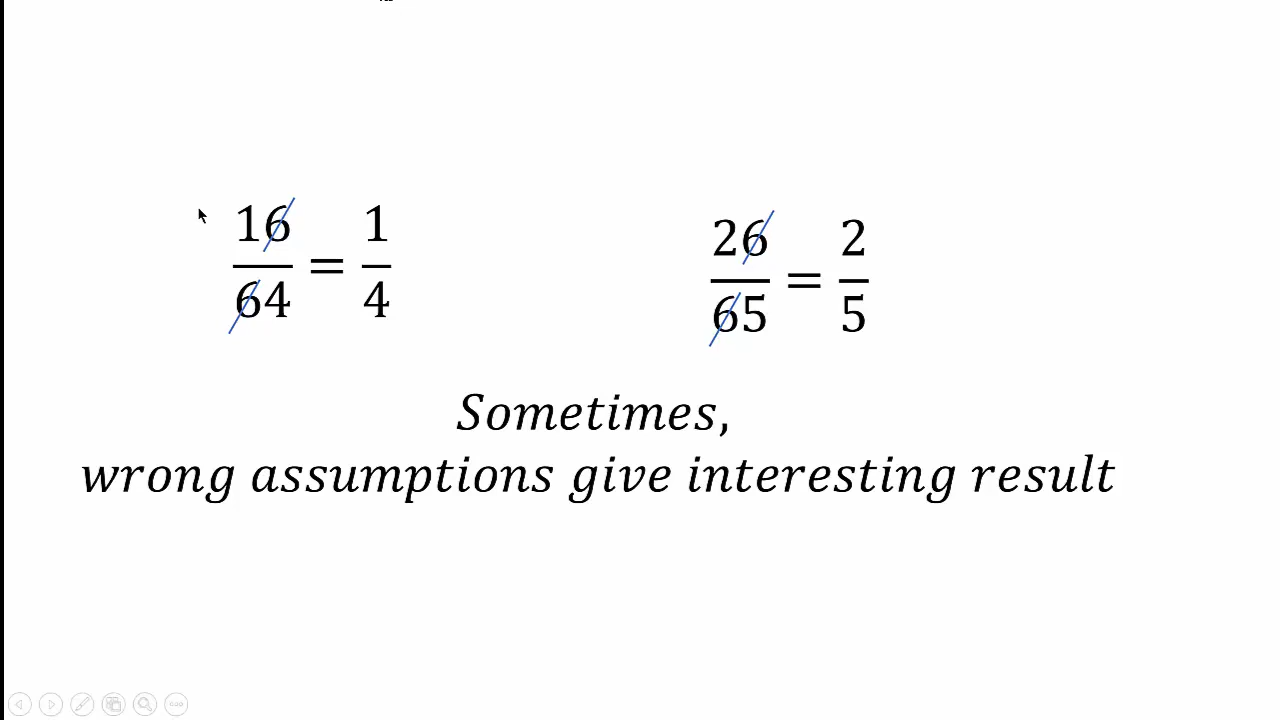 16/64 = 1/4
26/65 = 2/5
Sometimes,
wrong assumptions give interesting result